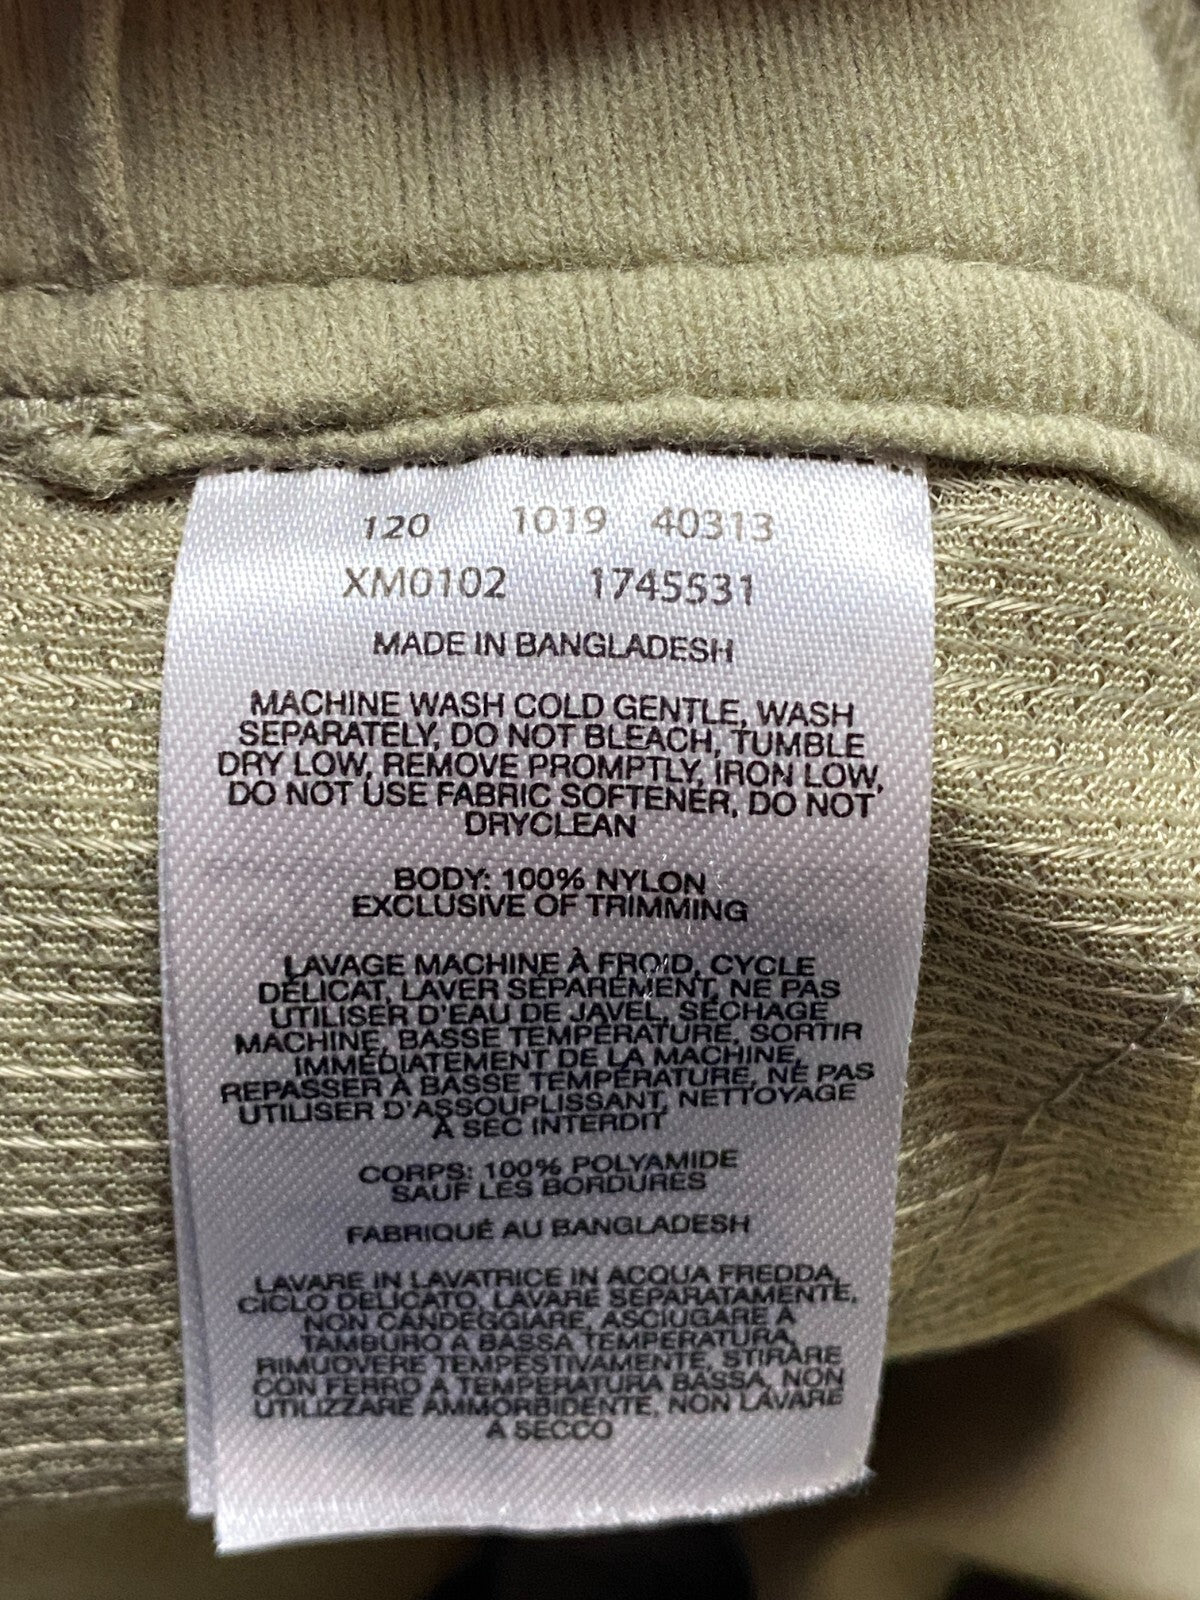 120 1019 40313
XM0102 1745531
MADE IN BANGLADESH
MACHINE WASH COLD GENTLE, WASH
SEPARATELY, DO NOT BLEACH, TUMBLE
DRY LOW, REMOVE PROMPTLY, IRON LOW,
DO NOT USE FABRIC SOFTENER, DO NOT
DRYCLEAN
BODY: 100% NYLON
EXCLUSIVE OF TRIMMING
LAVAGE MACHINE À FROID, CYCLE
DÉLICAT, LAVER SÉPARÉMENT, NE PAS
UTILISER D'EAU DE JAVEL, SÉCHAGE
MACHINE, BASSE TEMPÉRATURE, SORTIR
IMMÉDIATEMENT DE LA MACHINE,
REPASSER À BASSE TEMPÉRATURE, NE PAS
UTILISER D'ASSOUPLISSANT, NETTOYAGE
À SEC INTERDIT
CORPS: 100% POLYAMIDE
SAUF LES BORDURES
FABRIQUÉ AU BANGLADESH
LAVARE IN LAVATRICE IN ACQUA FREDDA,
CICLO DELICATO, LAVARE SEPARATAMENTE,
NON CANDEGGIARE, ASCIUGARE A
TAMBURO A BASSA TEMPERATURA,
RIMUOVERE TEMPESTIVAMENTE, STIRARE
CON FERRO A TEMPERATURA BASSA, NON
UTILIZZARE AMMORBIDENTE, NON LAVARE
A SECCO